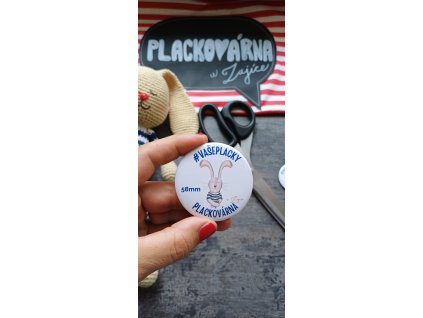 PLACKOVÁRNA
u Zajíce
#VAŠEPLACKY
58mm
PLACKOVÁRNA